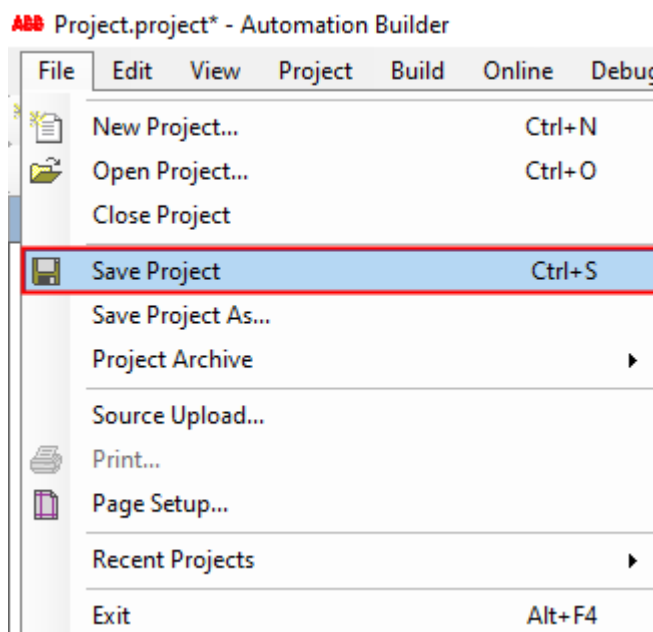 ABB Project.project* - Automation Builder
File Edit View Project Build Online Debug
New Project... Ctrl+N
Open Project... Ctrl+O
Close Project
Save Project Ctrl+S
Save Project As...
Project Archive
Source Upload...
Print...
Page Setup...
Recent Projects
Exit Alt+F4